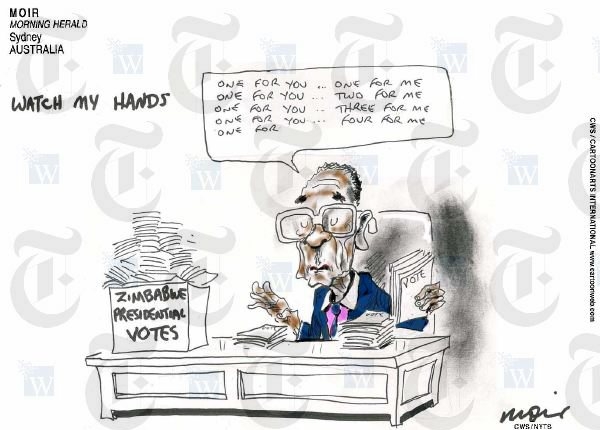 MOIR
MORNING HERALD
Sydney
AUSTRALIA
WATCH MY HANDS
ONE FOR YOU .. ONE FOR ME
ONE FOR YOU ... TWO FOR ME
ONE FOR YOU ... THREE FOR ME
ONE FOR YOU ... FOUR FOR ME
ONE FOR
ZIMBABWE
PRESIDENTIAL
VOTES
VOTE
VOTE
moir
CWS/NYTS
CWS / CARTOONARTS INTERNATIONAL www.cartoonweb.com
W